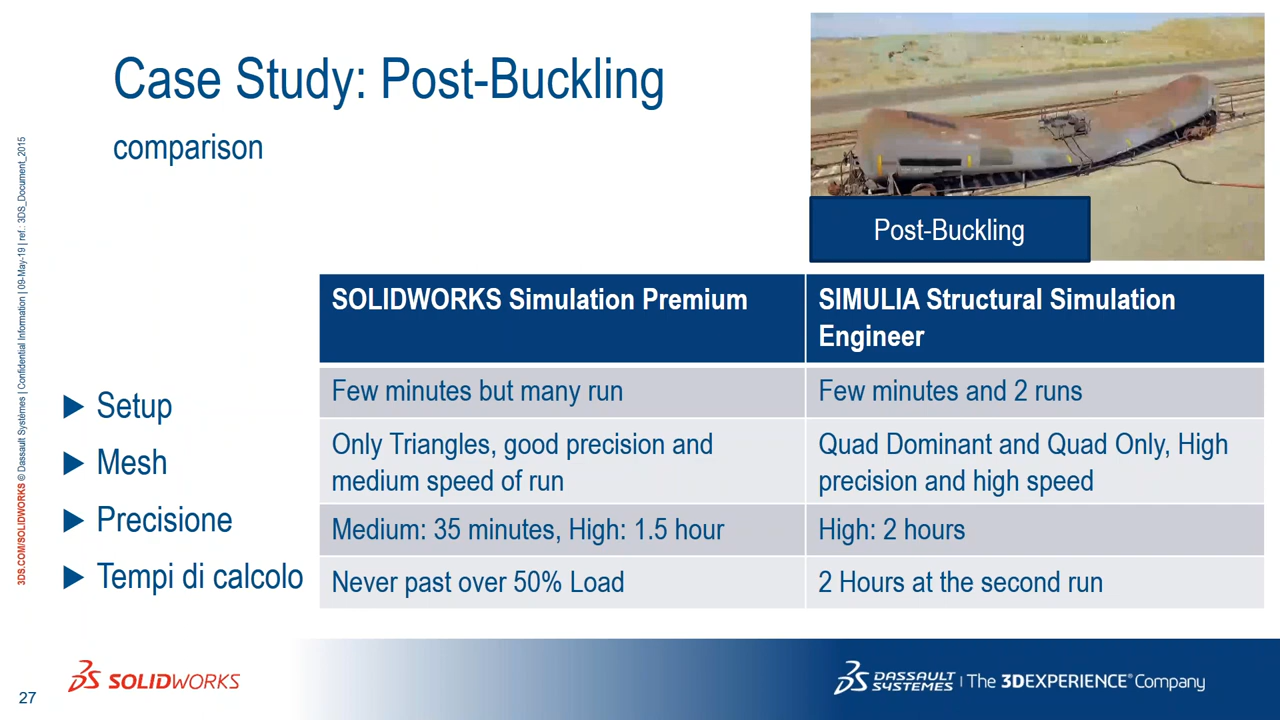 Case Study: Post-Buckling
comparison
Post-Buckling
SOLIDWORKS Simulation Premium
SIMULIA Structural Simulation
Engineer
Setup
Few minutes but many run
Few minutes and 2 runs
Mesh
Only Triangles, good precision and
medium speed of run
Quad Dominant and Quad Only, High
precision and high speed
Precisione
Medium: 35 minutes, High: 1.5 hour
High: 2 hours
Tempi di calcolo
Never past over 50% Load
2 Hours at the second run
3DS.COM/SOLIDWORKS © Dassault Systèmes | Confidential Information | 09-May-19 | ref.: 3DS_Document_2015
27
SOLIDWORKS
DASSAULT
SYSTEMES | The 3DEXPERIENCE® Company